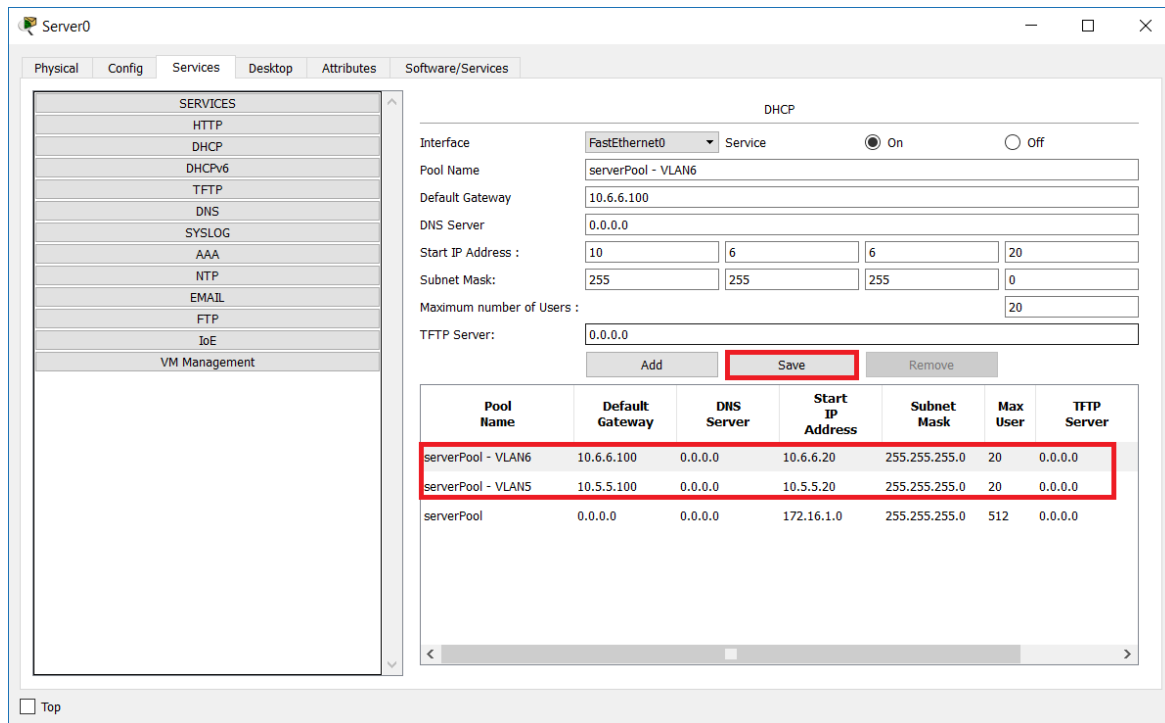 Server0
Physical Config Services Desktop Attributes Software/Services
SERVICES
HTTP
DHCP
DHCPv6
TFTP
DNS
SYSLOG
AAA
NTP
EMAIL
FTP
IoE
VM Management
DHCP
Interface FastEthernet0 Service On Off
Pool Name serverPool - VLAN6
Default Gateway 10.6.6.100
DNS Server 0.0.0.0
Start IP Address : 10 6 6 20
Subnet Mask: 255 255 255 0
Maximum number of Users : 20
TFTP Server: 0.0.0.0
Add Save Remove
Pool Name Default Gateway DNS Server Start IP Address Subnet Mask Max User TFTP Server
serverPool - VLAN6 10.6.6.100 0.0.0.0 10.6.6.20 255.255.255.0 20 0.0.0.0
serverPool - VLAN5 10.5.5.100 0.0.0.0 10.5.5.20 255.255.255.0 20 0.0.0.0
serverPool 0.0.0.0 0.0.0.0 172.16.1.0 255.255.255.0 512 0.0.0.0
Top